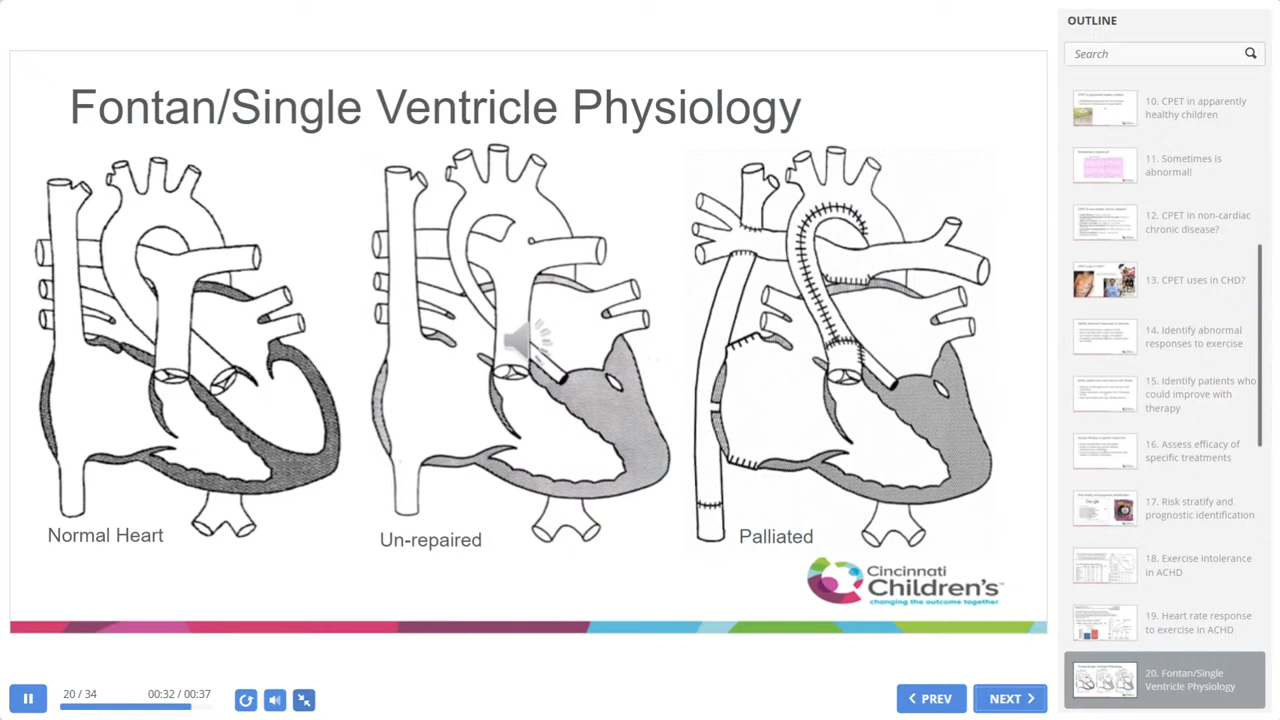 Fontan/Single Ventricle Physiology
Normal Heart
Un-repaired
Palliated
Cincinnati
Children's™
changing the outcome together
20 / 34
00:32 / 00:37
PREV
NEXT
OUTLINE
Search
10. CPET in apparently
healthy children
11. Sometimes is
abnormal!
12. CPET in non-cardiac
chronic disease?
13. CPET uses in CHD?
14. Identify abnormal
responses to exercise
15. Identify patients who
could improve with
therapy
16. Assess efficacy of
specific treatments
17. Risk stratify and
prognostic identification
18. Exercise intolerance
in ACHD
19. Heart rate response
to exercise in ACHD
20. Fontan/Single
Ventricle Physiology